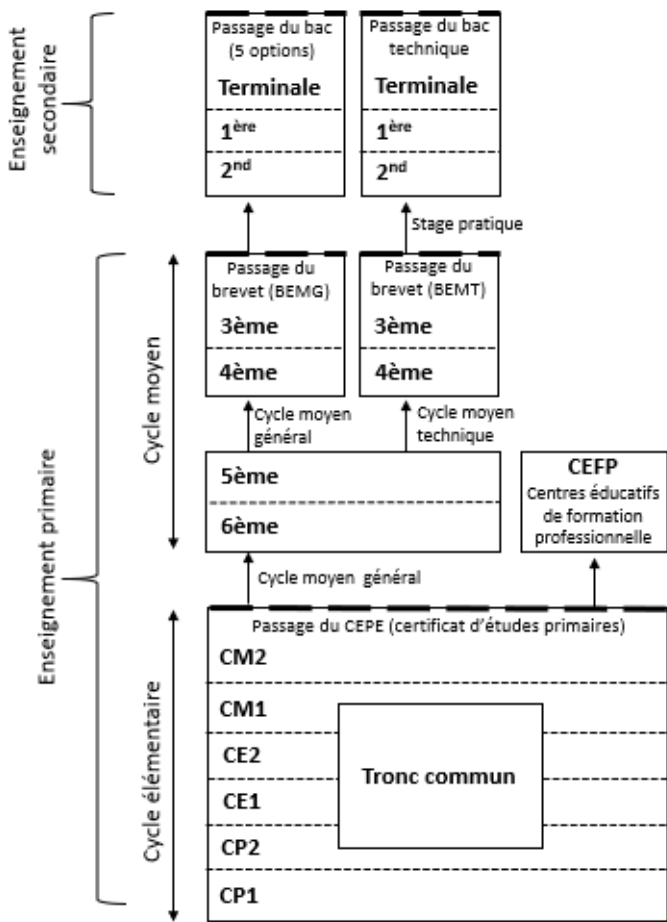 Enseignement
secondaire
Passage du bac
(5 options)
Terminale
1ère
2nd
Passage du bac
technique
Terminale
1ère
2nd
Stage pratique
Enseignement primaire
Cycle moyen
Passage du
brevet (BEMG)
3ème
4ème
Passage du
brevet (BEMT)
3ème
4ème
Cycle moyen
général
Cycle moyen
technique
5ème
6ème
CEFP
Centres éducatifs
de formation
professionnelle
Cycle moyen général
Cycle élémentaire
Passage du CEPE (certificat d'études primaires)
CM2
CM1
CE2
CE1
CP2
CP1
Tronc commun